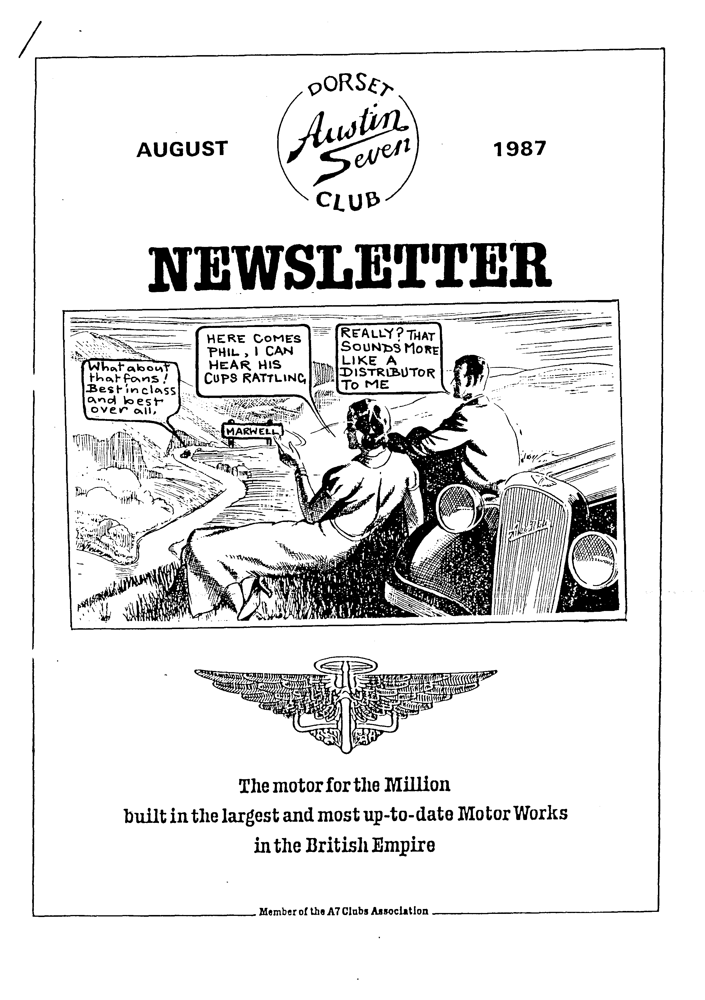 DORSET
Austin
Seven
CLUB
AUGUST
1987
NEWSLETTER
What about
that fans!
Best in class
and best
over all.
HERE COMES
PHIL, I CAN
HEAR HIS
CUPS RATTLING
REALLY? THAT
SOUNDS MORE
LIKE A
DISTRIBUTOR
TO ME
MARWELL
AUSTIN
The motor for the Million
built in the largest and most up-to-date Motor Works
in the British Empire
Member of the A7 Clubs Association